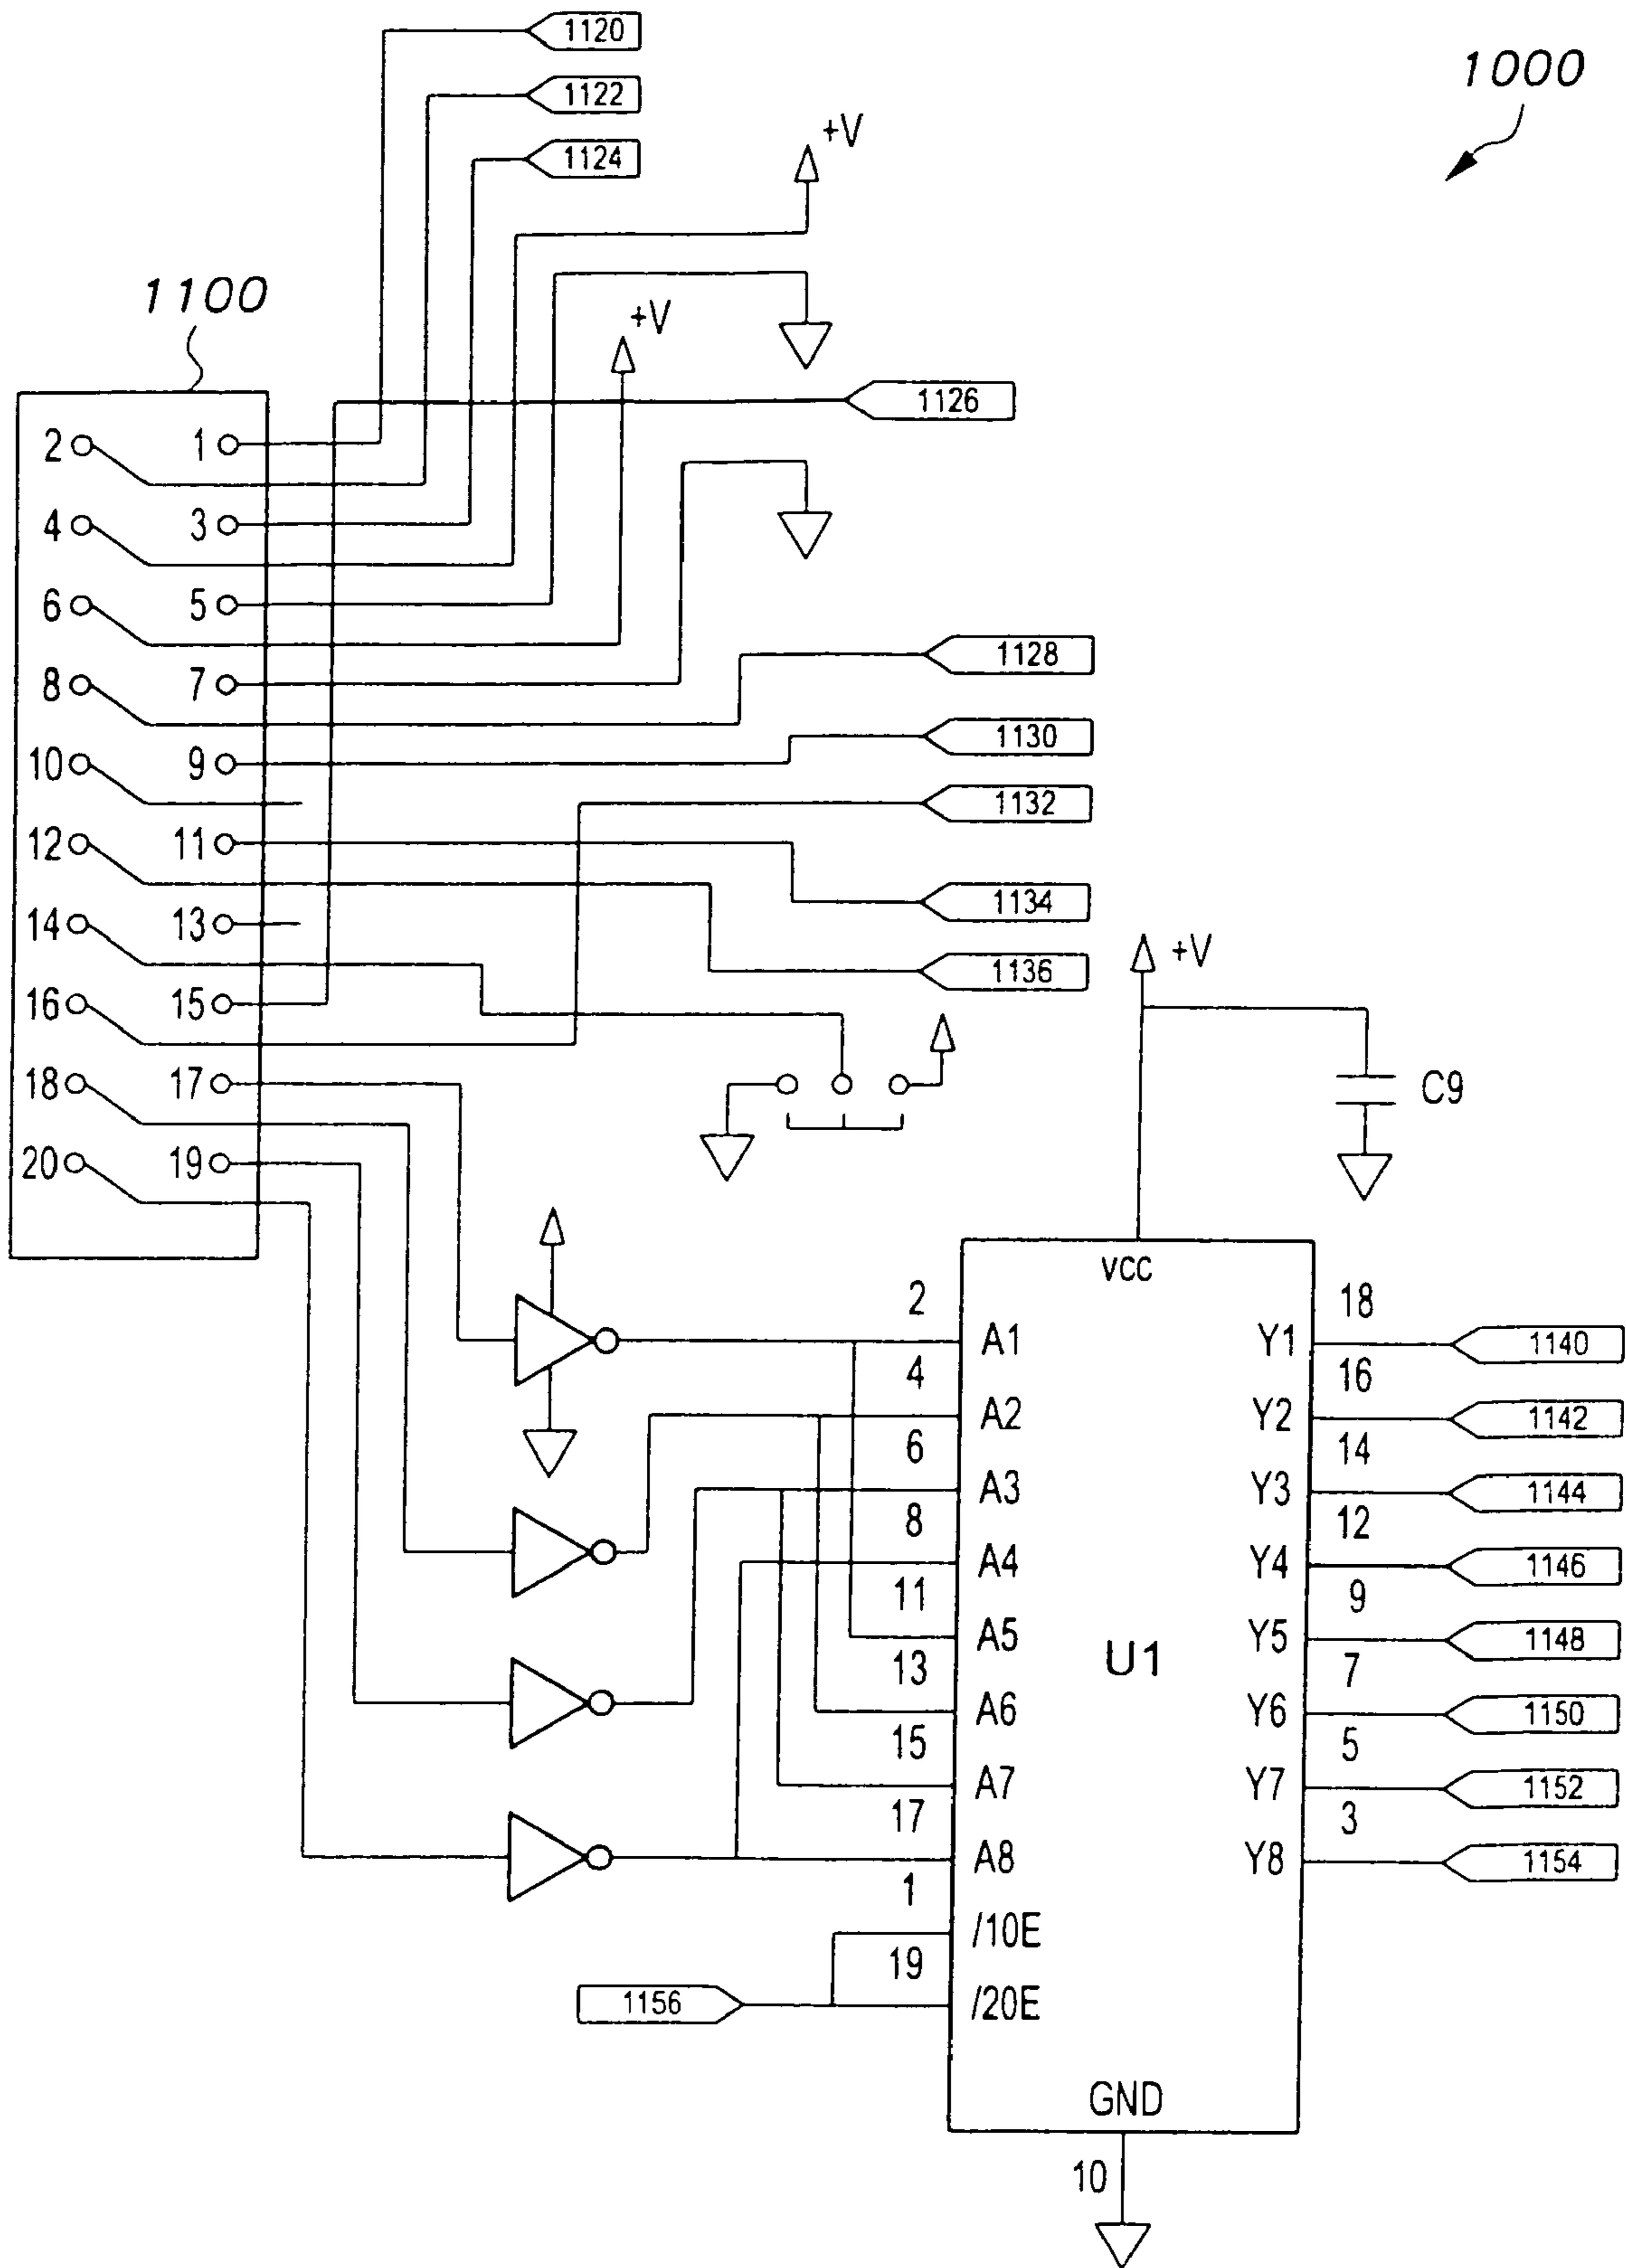 1120
1122
1000
1124
+V
1100
+V
1126
2 1
4 3
6 5
1128
8 7
1130
10 9
1132
12 11
1134
14 13
+V
1136
16 15
18 17
C9
20 19
VCC
2 18
A1 Y1 1140
4 16
A2 Y2 1142
6 14
A3 Y3 1144
8 12
A4 Y4 1146
11 9
A5 Y5 1148
U1
13 7
A6 Y6 1150
15 5
A7 Y7 1152
17 3
A8 Y8 1154
1
/10E
19
1156 /20E
GND
10